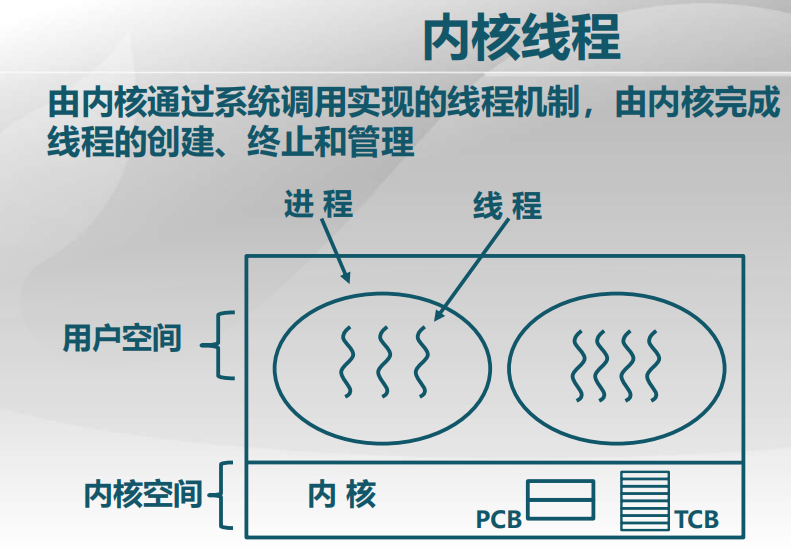 内核线程
由内核通过系统调用实现的线程机制，由内核完成
线程的创建、终止和管理
进 程
线 程
用户空间
内核空间
内 核
PCB
TCB